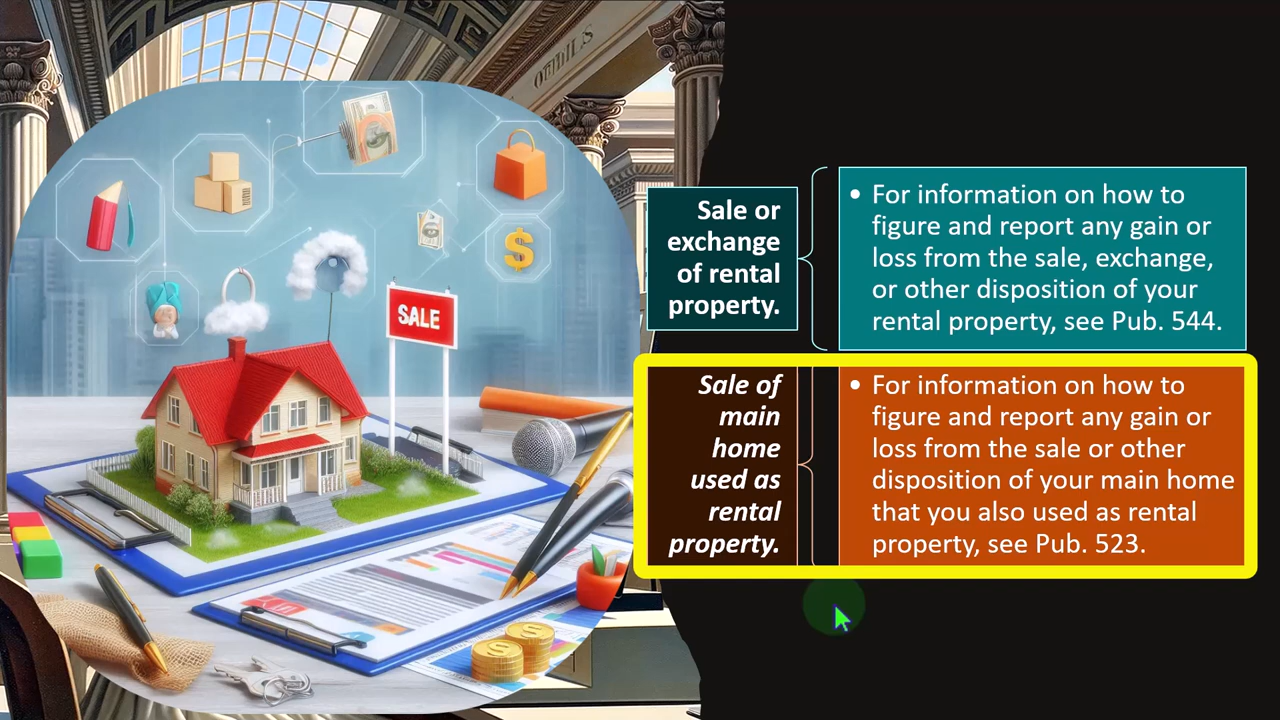 SALE
Sale or
exchange
of rental
property.
• For information on how to
figure and report any gain or
loss from the sale, exchange,
or other disposition of your
rental property, see Pub. 544.
Sale of
main
home
used as
rental
property.
• For information on how to
figure and report any gain or
loss from the sale or other
disposition of your main home
that you also used as rental
property, see Pub. 523.